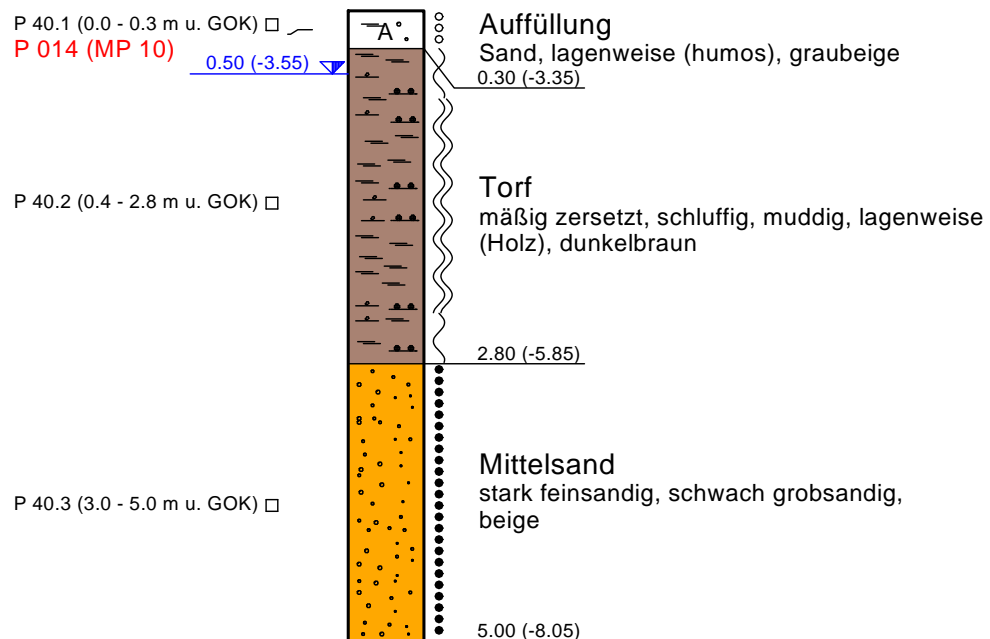 P 40.1 (0.0 - 0.3 m u. GOK)
P 014 (MP 10)
0.50 (-3.55)
A
Auffüllung
Sand, lagenweise (humos), graubeige
0.30 (-3.35)
P 40.2 (0.4 - 2.8 m u. GOK)
Torf
mäßig zersetzt, schluffig, muddig, lagenweise
(Holz), dunkelbraun
2.80 (-5.85)
P 40.3 (3.0 - 5.0 m u. GOK)
Mittelsand
stark feinsandig, schwach grobsandig,
beige
5.00 (-8.05)